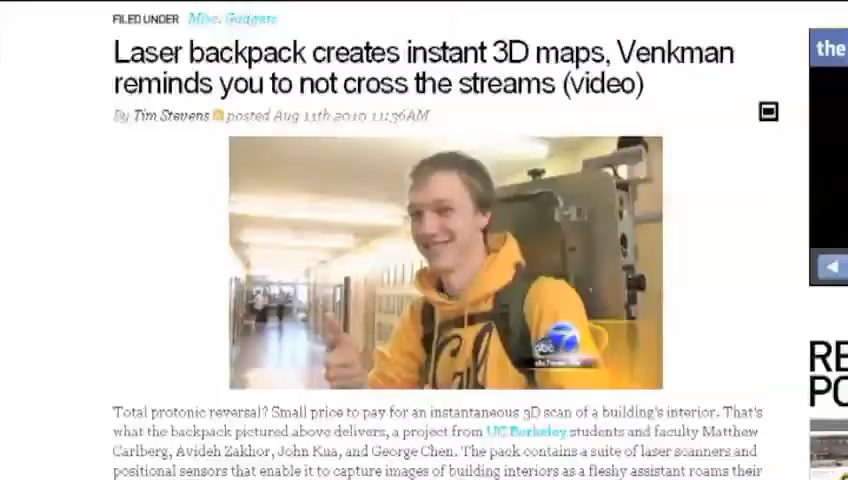 FILED UNDER Misc. Gadgets
Laser backpack creates instant 3D maps, Venkman
reminds you to not cross the streams (video)
By Tim Stevens posted Aug 11th 2010 11:36AM
the
Cal
abc 7
RE
PO
Total protonic reversal? Small price to pay for an instantaneous 3D scan of a building's interior. That's
what the backpack pictured above delivers, a project from UC Berkeley students and faculty Matthew
Carlberg, Avideh Zakhor, John Kua, and George Chen. The pack contains a suite of laser scanners and
positional sensors that enable it to capture images of building interiors as a fleshy assistant roams their